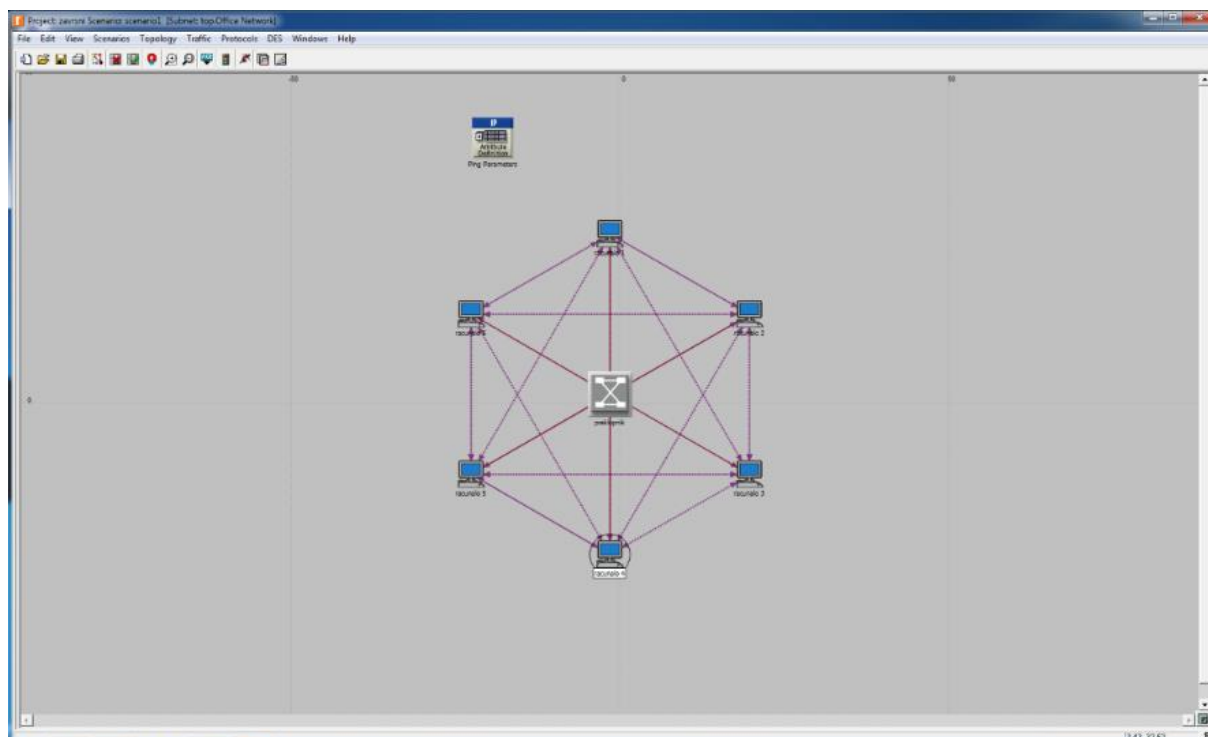 Project: zavrsni Scenario: scenario1 [Subnet: top.Office Network]
File Edit View Scenarios Topology Traffic Protocols DES Windows Help
-50 0 50
IP
Attribute
Definition
Ping Parameters
racunalo 2
0
racunalo 5
racunalo 3
racunalo 4